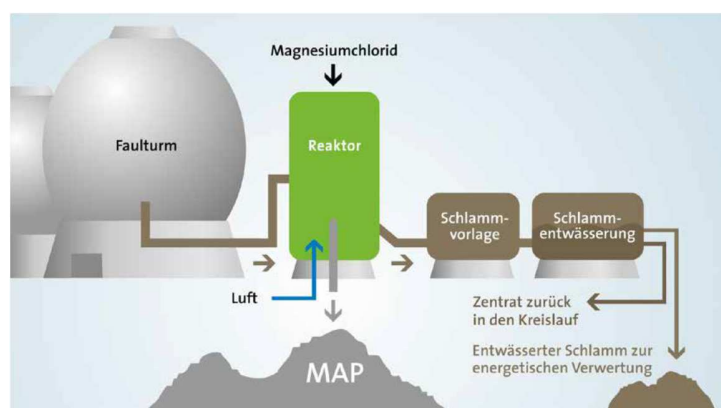 Magnesiumchlorid
Faulturm
Reaktor
Schlamm-
vorlage
Schlamm-
entwässerung
Luft
Zentrat zurück
in den Kreislauf
MAP
Entwässerter Schlamm zur
energetischen Verwertung